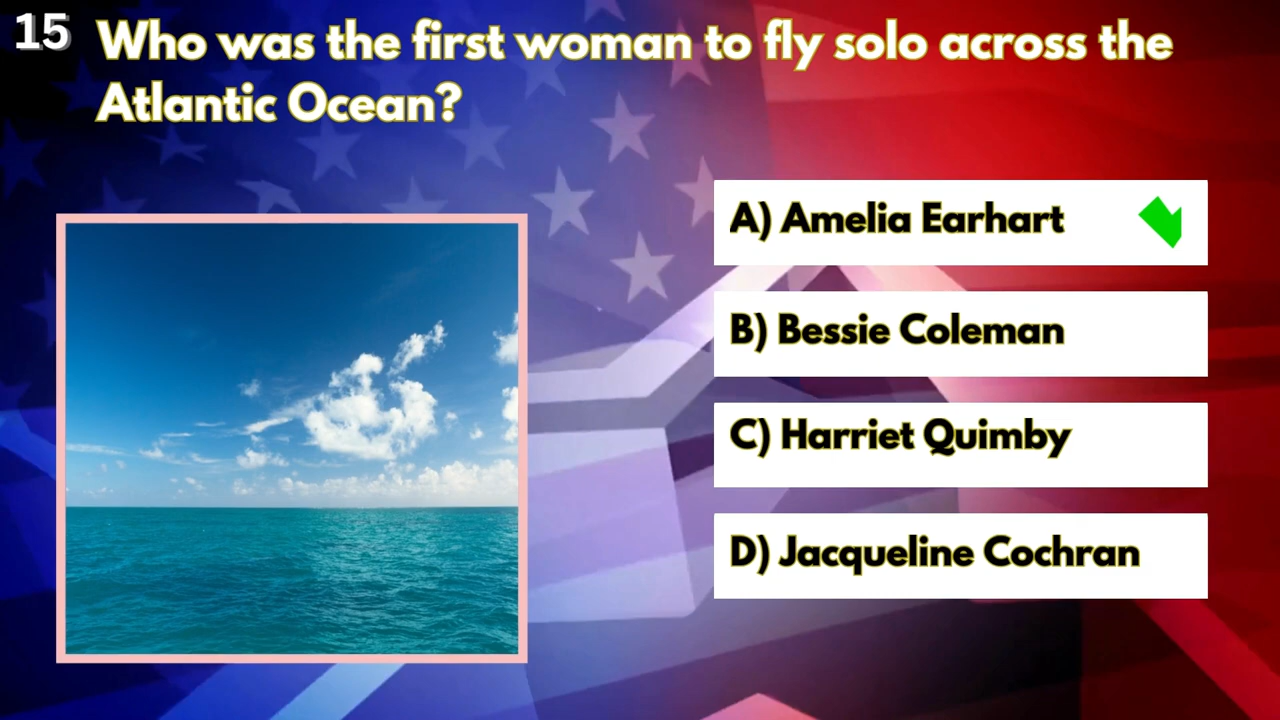 15
Who was the first woman to fly solo across the
Atlantic Ocean?
A) Amelia Earhart
B) Bessie Coleman
C) Harriet Quimby
D) Jacqueline Cochran